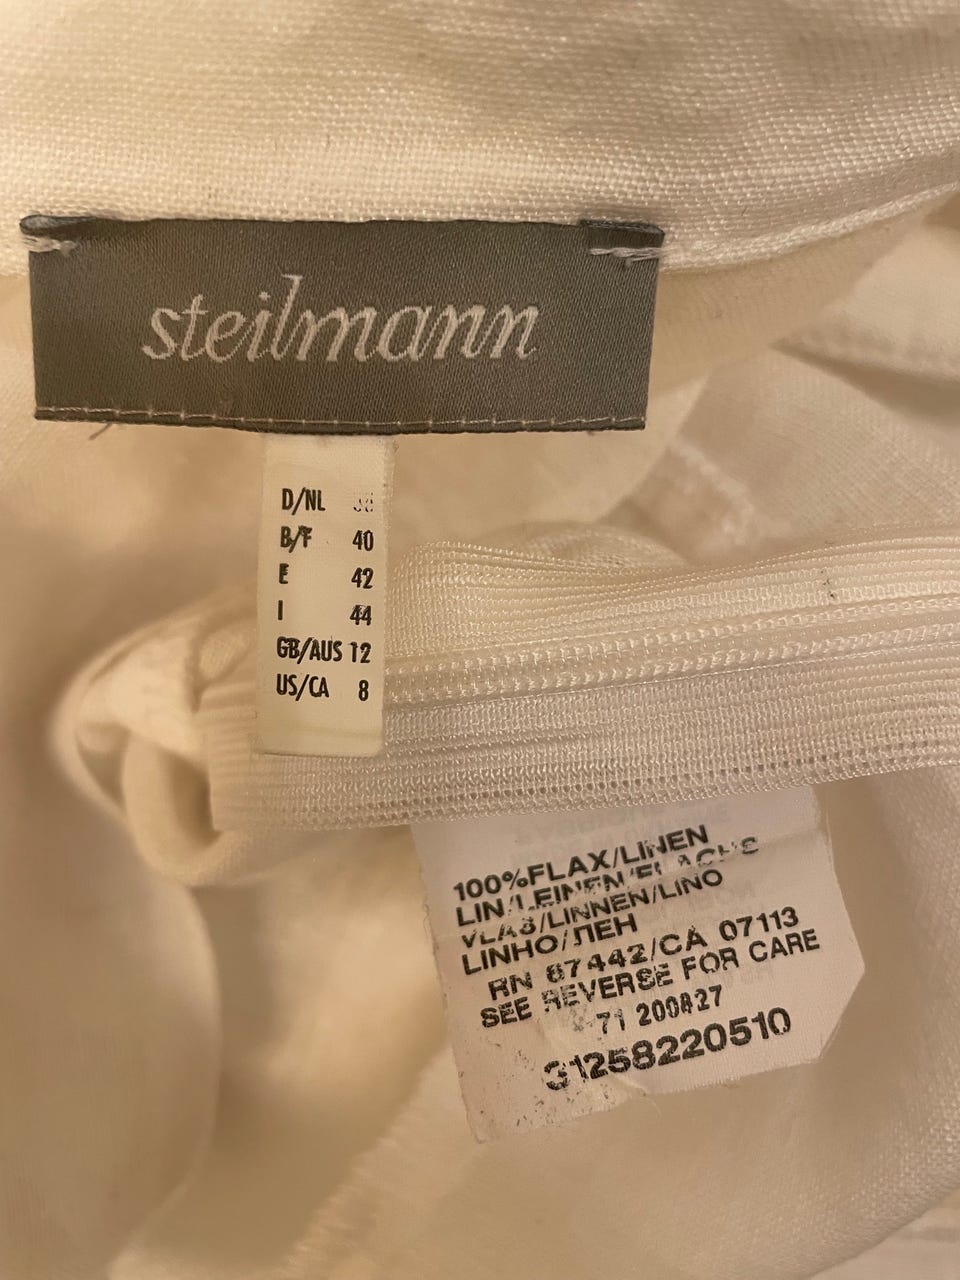 steilmann
D/NL 38
B/F 40
E 42
I 44
GB/AUS 12
US/CA 8
100%FLAX/LINEN
LIN/LEINEN/FLACHS
VLAS/LINNEN/LINO
LINHO/ЛЕН
RN 87442/CA 07113
SEE REVERSE FOR CARE
71 200827
31258220510